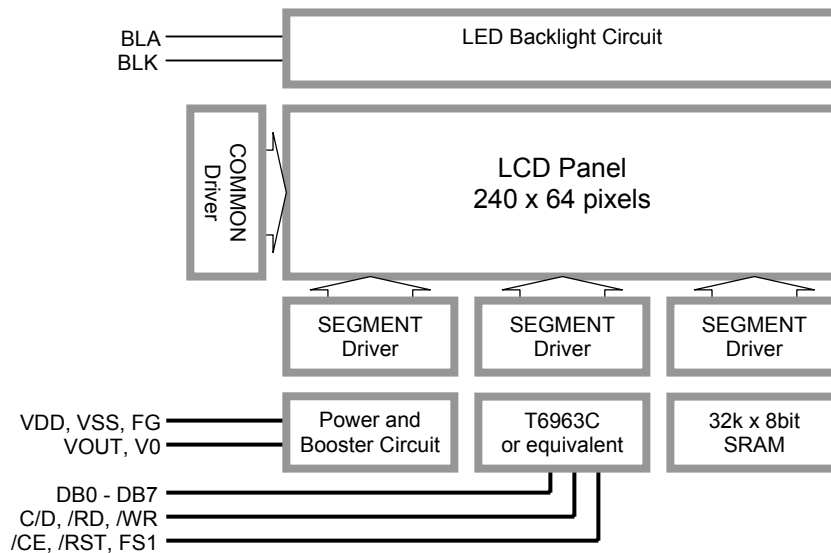 BLA
BLK
LED Backlight Circuit
COMMON
Driver
LCD Panel
240 x 64 pixels
SEGMENT
Driver
SEGMENT
Driver
SEGMENT
Driver
VDD, VSS, FG
VOUT, V0
Power and
Booster Circuit
T6963C
or equivalent
32k x 8bit
SRAM
DB0 - DB7
C/D, /RD, /WR
/CE, /RST, FS1